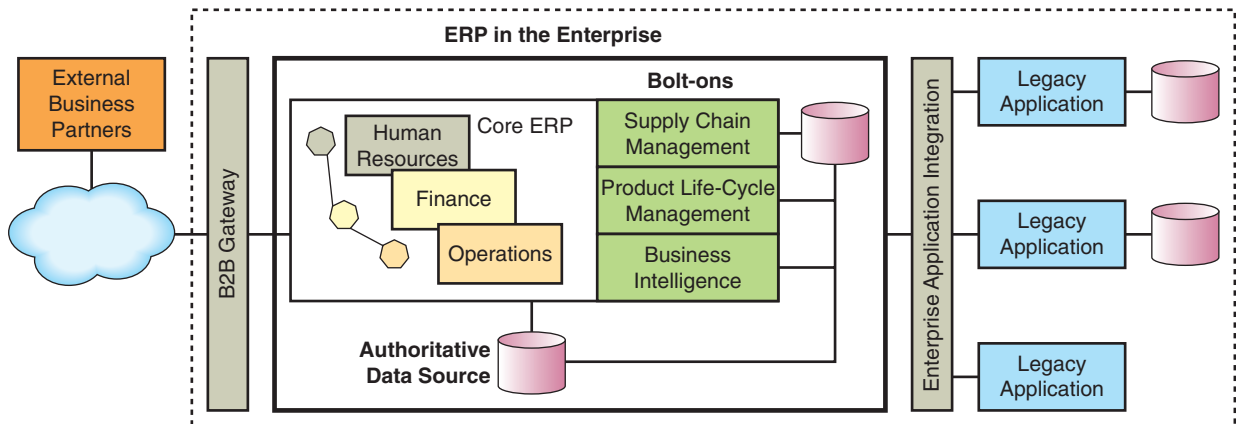 ERP in the Enterprise
External
Business
Partners
B2B Gateway
Bolt-ons
Core ERP
Human
Resources
Finance
Operations
Supply Chain
Management
Product Life-Cycle
Management
Business
Intelligence
Authoritative
Data Source
Enterprise Application Integration
Legacy
Application
Legacy
Application
Legacy
Application